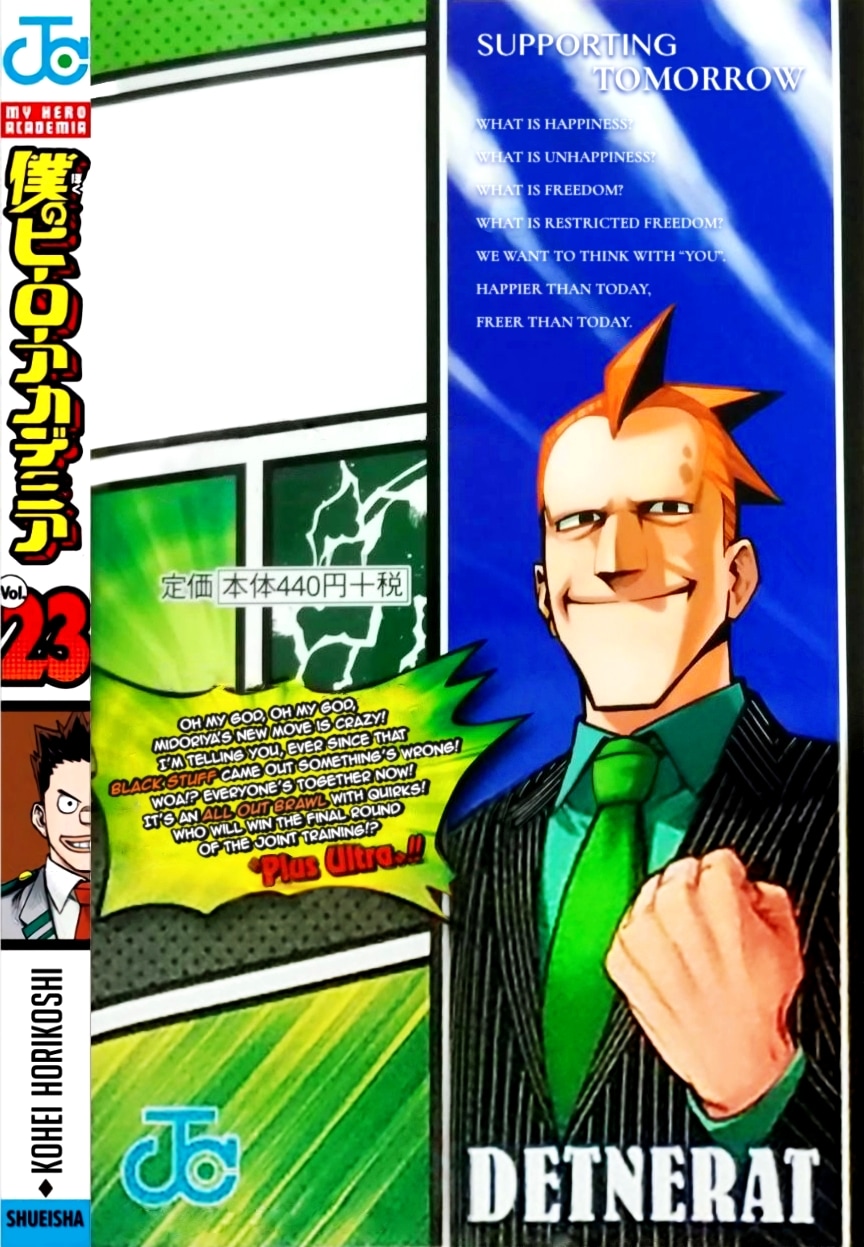 JC
MY HERO
ACADEMIA
僕のヒーローアカデミア
ぼく
Vol.
23
KOHEI HORIKOSHI
SHUEISHA
定価 本体440円+税
OH MY GOD, OH MY GOD,
MIDORIYA'S NEW MOVE IS CRAZY!
I'M TELLING YOU, EVER SINCE THAT
BLACK STUFF CAME OUT SOMETHING'S WRONG!
WOA!? EVERYONE'S TOGETHER NOW!
IT'S AN ALL OUT BRAWL WITH QUIRKS!
WHO WILL WIN THE FINAL ROUND
OF THE JOINT TRAINING!?
"Plus Ultra"!!
JC
SUPPORTING
TOMORROW
WHAT IS HAPPINESS?
WHAT IS UNHAPPINESS?
WHAT IS FREEDOM?
WHAT IS RESTRICTED FREEDOM?
WE WANT TO THINK WITH “YOU”.
HAPPIER THAN TODAY,
FREER THAN TODAY.
DETNERAT